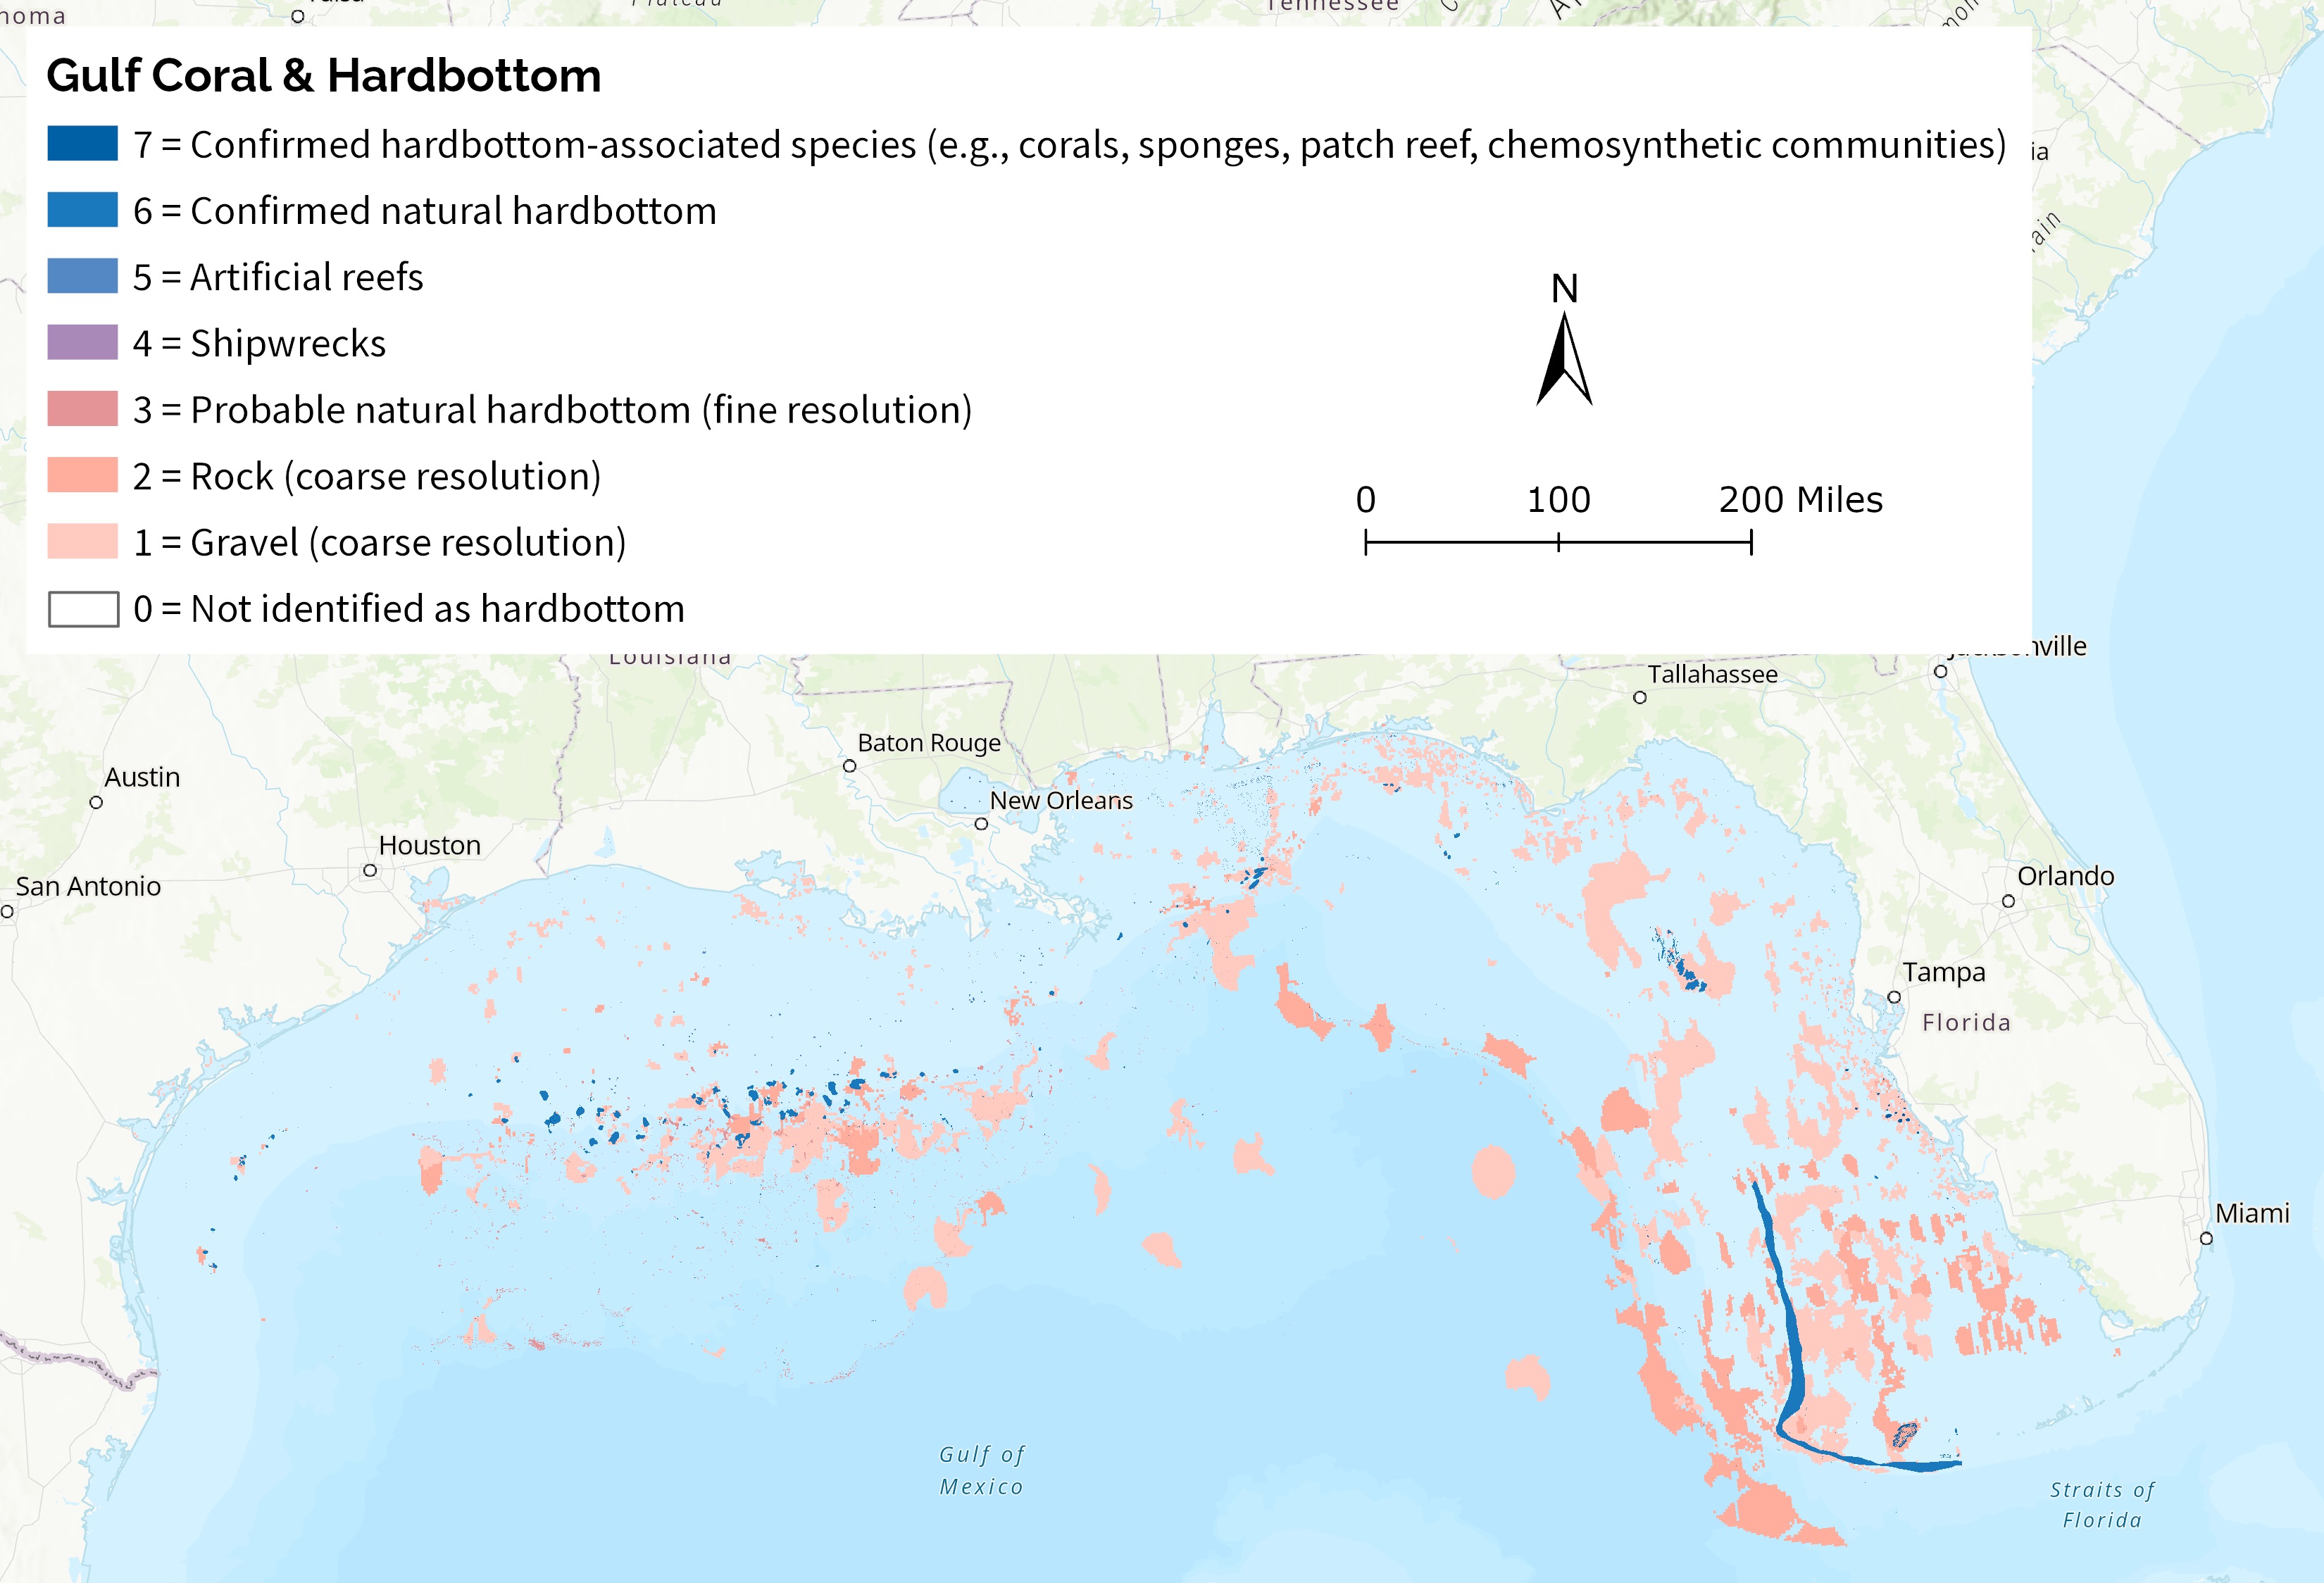 Plateau
Tennessee
Gulf Coral & Hardbottom
7 = Confirmed hardbottom-associated species (e.g., corals, sponges, patch reef, chemosynthetic communities)
6 = Confirmed natural hardbottom
5 = Artificial reefs
4 = Shipwrecks
3 = Probable natural hardbottom (fine resolution)
2 = Rock (coarse resolution)
1 = Gravel (coarse resolution)
0 = Not identified as hardbottom
N
0 100 200 Miles
Louisiana
Jacksonville
Tallahassee
Baton Rouge
Austin
New Orleans
Houston
San Antonio
Orlando
Tampa
Florida
Miami
Gulf of
Mexico
Straits of
Florida